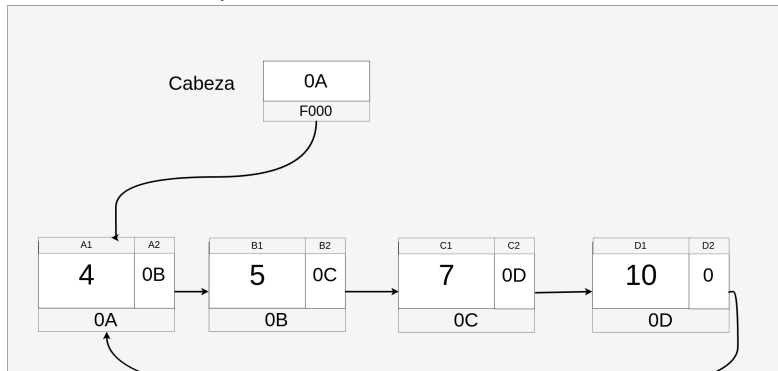 Cabeza 0A
F000
A1 A2 B1 B2 C1 C2 D1 D2
4 0B 5 0C 7 0D 10 0
0A 0B 0C 0D